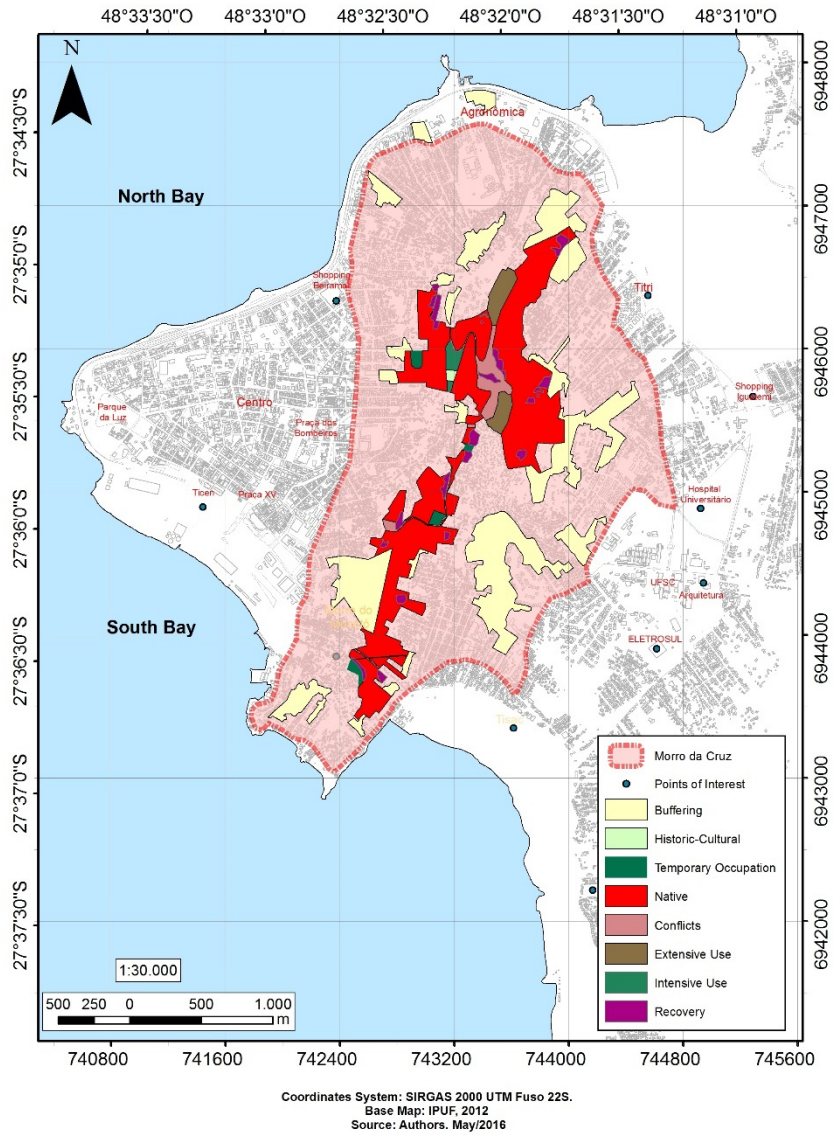 48°33'30"O 48°33'0"O 48°32'30"O 48°32'0"O 48°31'30"O 48°31'0"O
N
6948000
Agronômica
27°34'30"S
North Bay
6947000
27°35'0"S
Shopping
Beiramar
Titri
6946000
27°35'30"S
Shopping
Iguatemi
Parque
da Luz
Centro
Praça dos
Bombeiros
Hospital
Universitário
6945000
Ticen
Praça XV
27°36'0"S
UFSC
Arquitetura
South Bay
ELETROSUL
6944000
27°36'30"S
Morro da Cruz
Points of Interest
Buffering
Historic-Cultural
Temporary Occupation
Native
Conflicts
Extensive Use
Intensive Use
Recovery
6943000
27°37'0"S
27°37'30"S
6942000
1:30.000
500 250 0 500 1.000
m
740800 741600 742400 743200 744000 744800 745600
Coordinates System: SIRGAS 2000 UTM Fuso 22S.
Base Map: IPUF, 2012
Source: Authors. May/2016